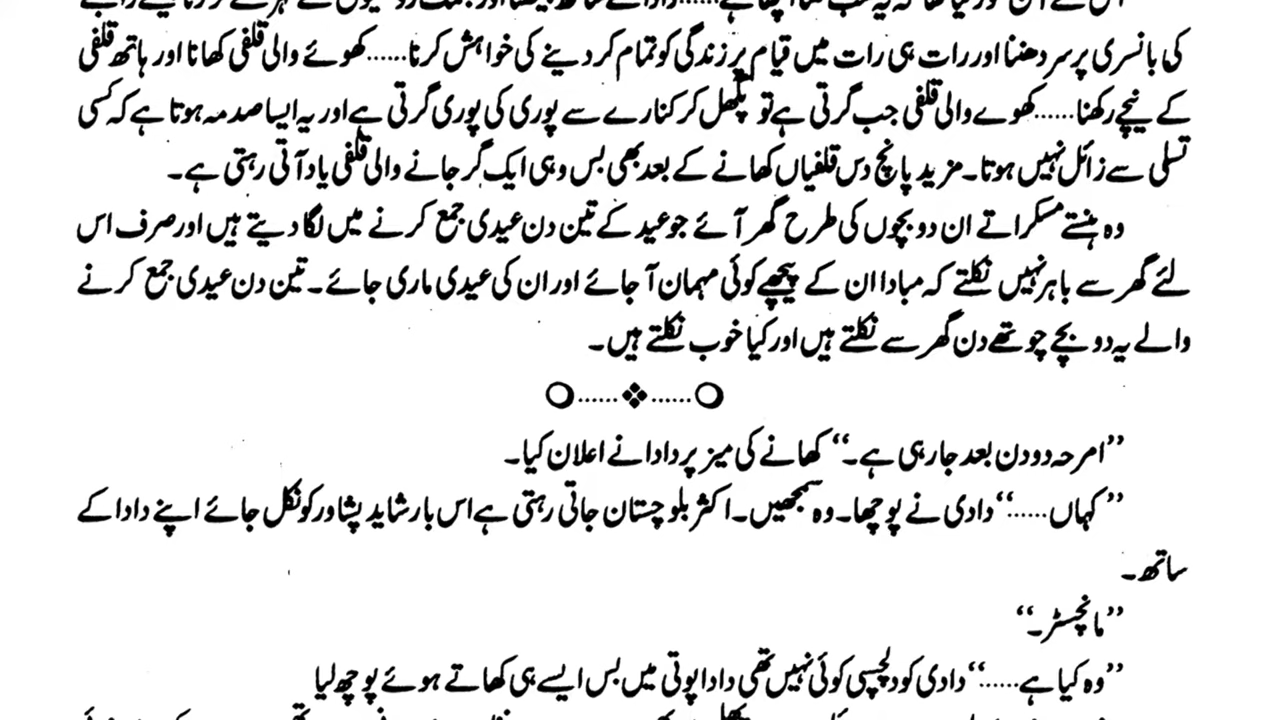 کی بانسری پر سر دھننا اور رات ہی رات میں قیام پر زندگی کو تمام کر دینے کی خواہش کرنا......کھوئے والی قلفی کھانا اور ہاتھ قلفی
کے نیچے رکھنا......کھوے والی قلفی جب گرتی ہے تو پگھل کر کنارے سے پوری کی پوری گرتی ہے اور یہ ایسا صدمہ ہوتا ہے کہ کسی
تسلی سے زائل نہیں ہوتا۔ مزید پانچ دس قلفیاں کھانے کے بعد بھی بس وہی ایک گر جانے والی قلفی یاد آتی رہتی ہے۔
وہ ہنستے مسکراتے ان دو بچوں کی طرح گھر آئے جو عید کے تین دن عیدی جمع کرنے میں لگا دیتے ہیں اور صرف اس
لئے گھر سے باہر نہیں نکلتے کہ مبادا ان کے پیچھے کوئی مہمان آ جائے اور ان کی عیدی ماری جائے۔ تین دن عیدی جمع کرنے
والے یہ دو بچے چوتھے دن گھر سے نکلتے ہیں اور کیا خوب نکلتے ہیں۔
○......❖......○
’’امرحہ دو دن بعد جا رہی ہے۔‘‘ کھانے کی میز پر دادا نے اعلان کیا۔
’’کہاں......‘‘ دادی نے پوچھا۔ وہ سمجھیں۔ اکثر بلوچستان جاتی رہتی ہے اس بار شاید پشاور کو نکل جائے اپنے دادا کے
ساتھ۔
’’مانچسٹر۔‘‘
’’وہ کیا ہے......‘‘ دادی کو دلچسپی کوئی نہیں تھی دادا پوتی میں بس ایسے ہی کھاتے ہوئے پوچھ لیا